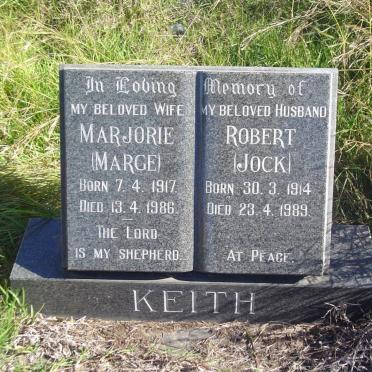 In Loving Memory of
MY BELOVED WIFE
MARJORIE
(MARGE)
BORN 7. 4. 1917
DIED 13. 4. 1986.
THE LORD
IS MY SHEPHERD.
MY BELOVED HUSBAND
ROBERT
(JOCK)
BORN 30. 3. 1914
DIED 23. 4. 1989.
AT PEACE.
KEITH